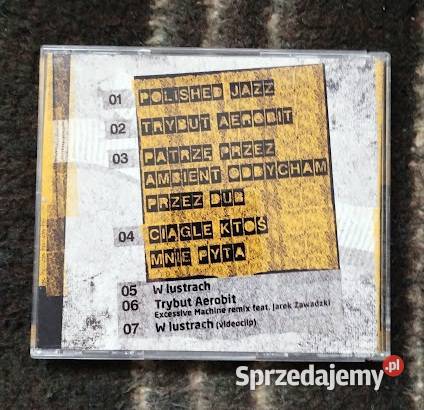 01 POLISHED JAZZ
02 TRYBUT AEROBIT
03 PATRZĘ PRZEZ
AMBIENT ODDYCHAM
PRZEZ DUB
04 CIĄGLE KTOŚ
MNIE PYTA
05 W lustrach
06 Trybut Aerobit
Excessive Machine remix feat. Jarek Zawadzki
07 W lustrach (videoclip)
Sprzedajemy.pl